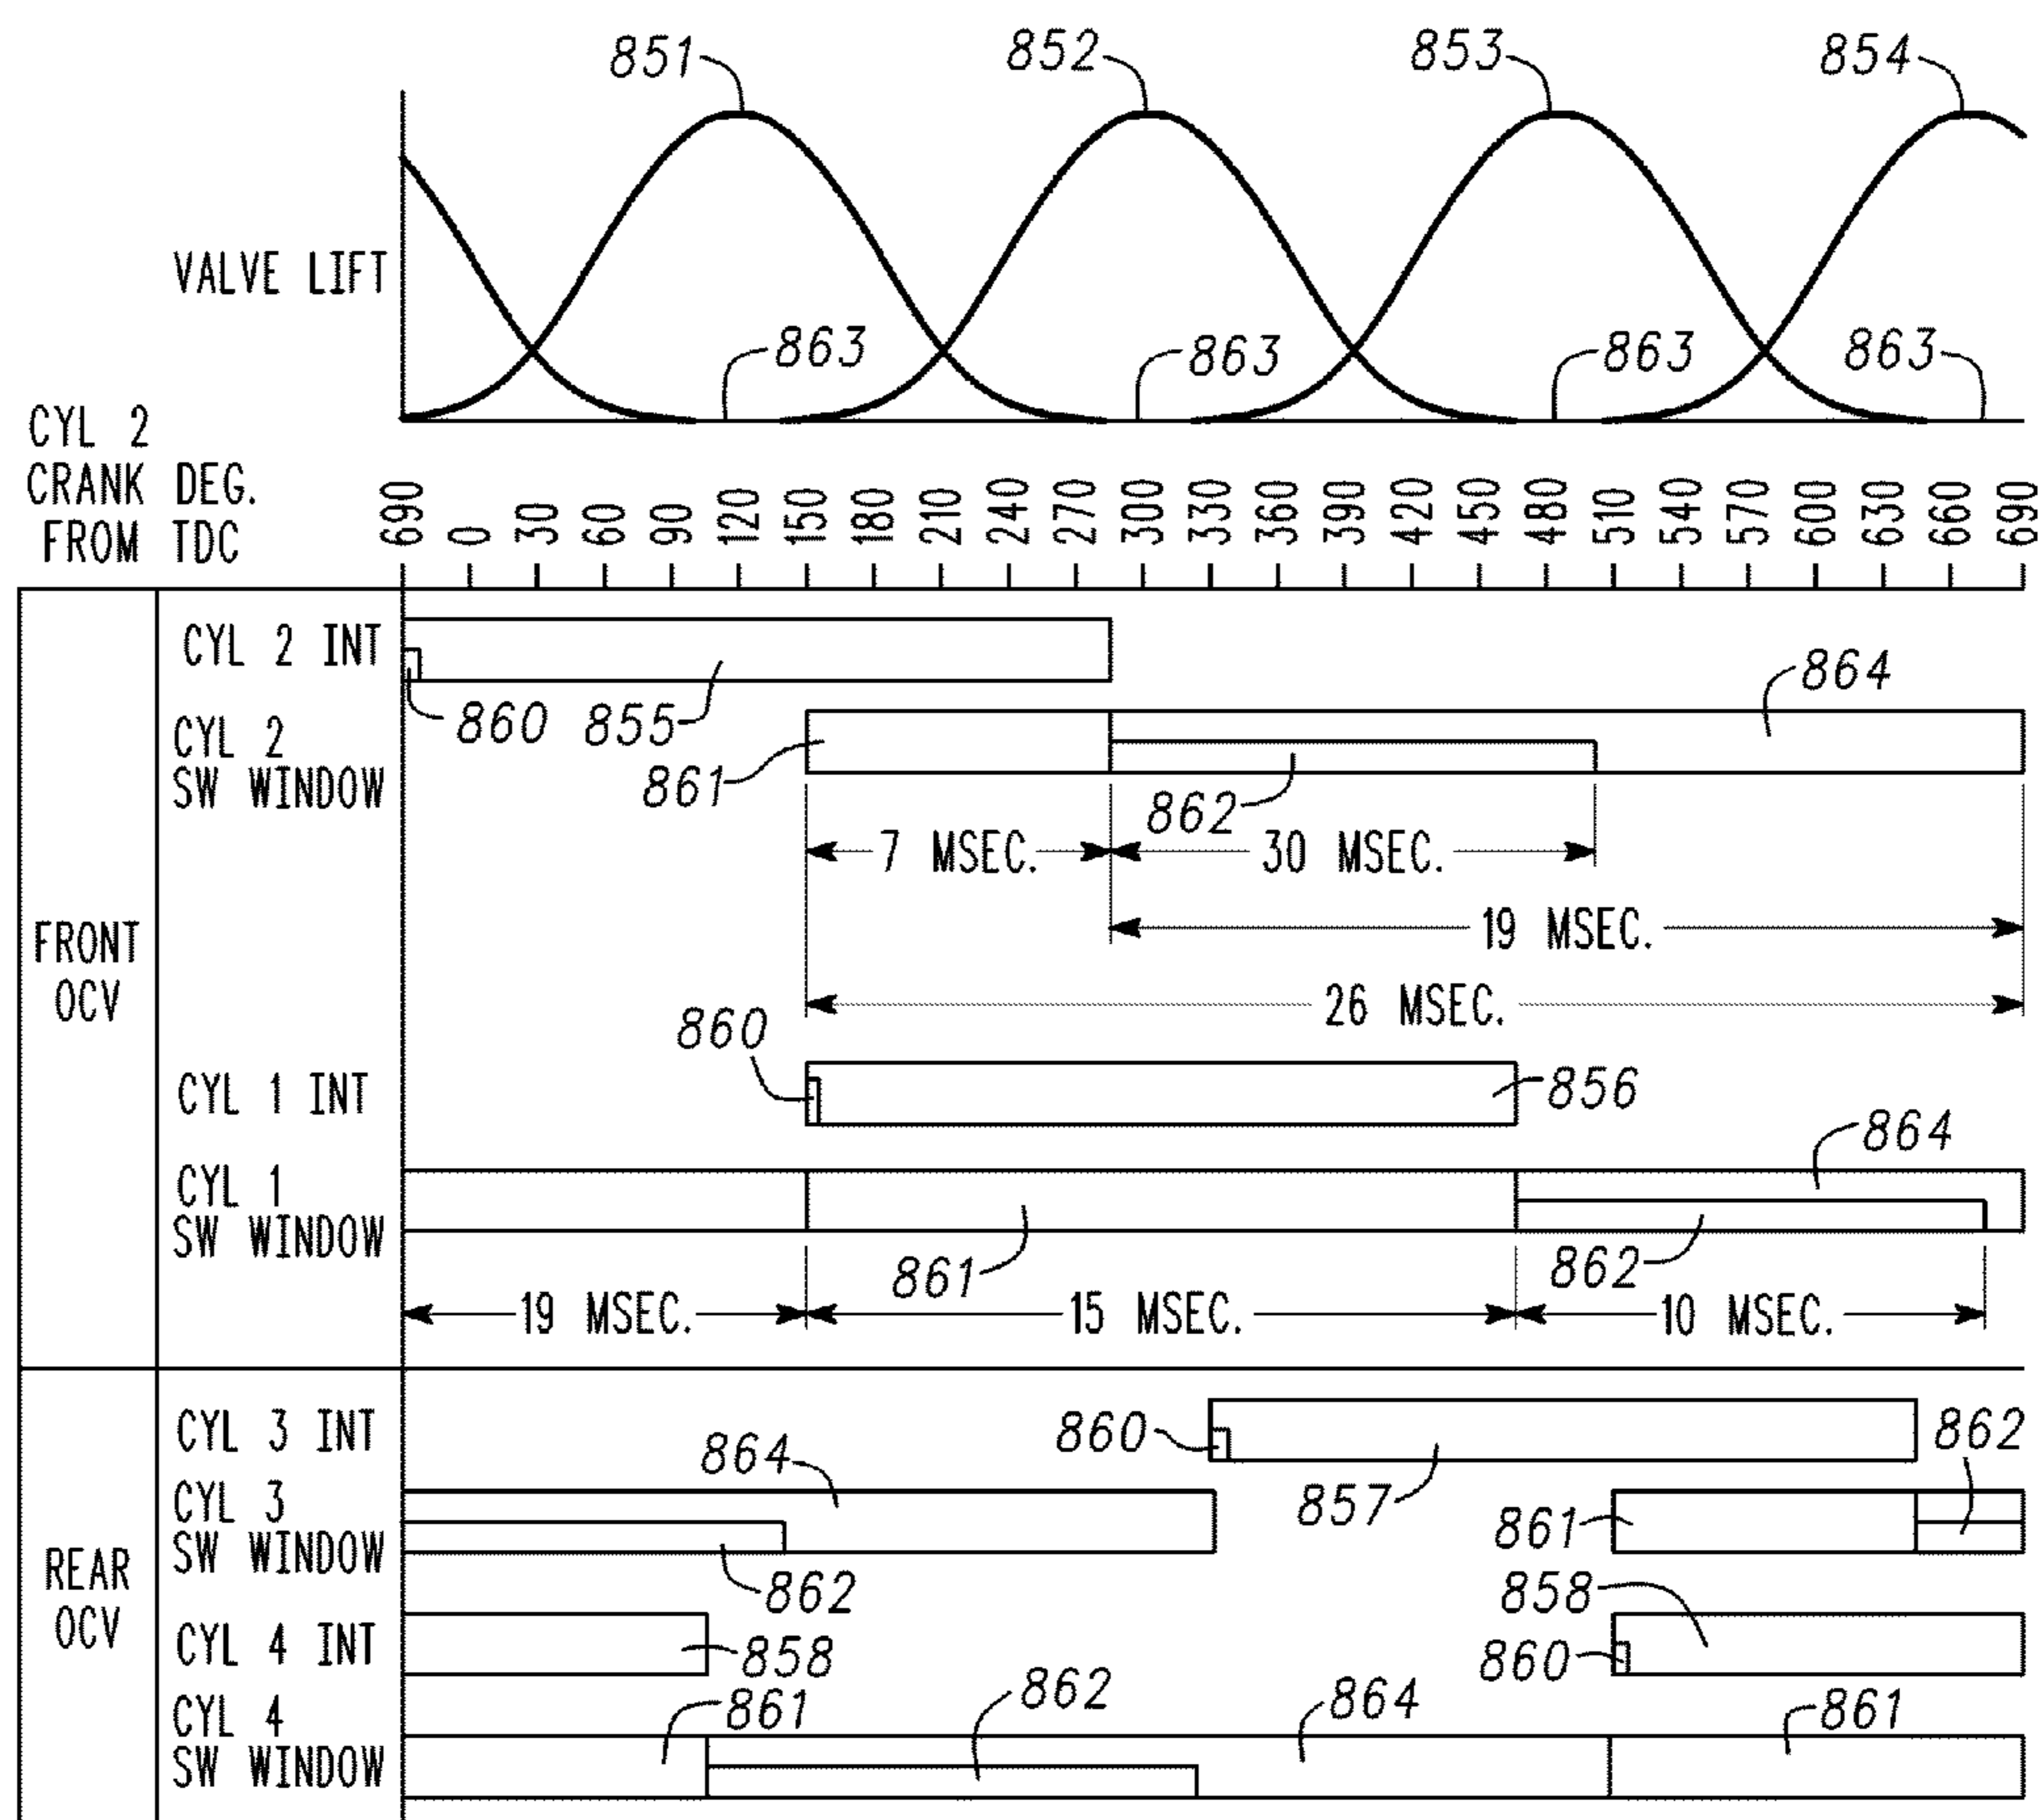 851 852 853 854
VALVE LIFT
863 863 863 863
CYL 2
CRANK DEG.
FROM TDC
690 0 30 60 90 120 150 180 210 240 270 300 330 360 390 420 450 480 510 540 570 600 630 660 690
FRONT
OCV
CYL 2 INT
860 855
864
CYL 2
SW WINDOW
861 862
7 MSEC. 30 MSEC.
19 MSEC.
26 MSEC.
860
CYL 1 INT
856
864
CYL 1
SW WINDOW
861 862
19 MSEC. 15 MSEC. 10 MSEC.
REAR
OCV
CYL 3 INT
860 857 862
864
CYL 3
SW WINDOW
861
862
858
CYL 4 INT
858 860
CYL 4
SW WINDOW
861 862 864 861